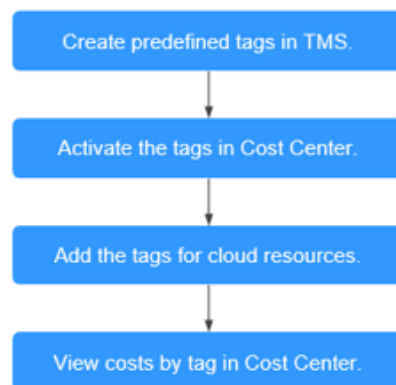 Create predefined tags in TMS.
Activate the tags in Cost Center.
Add the tags for cloud resources.
View costs by tag in Cost Center.